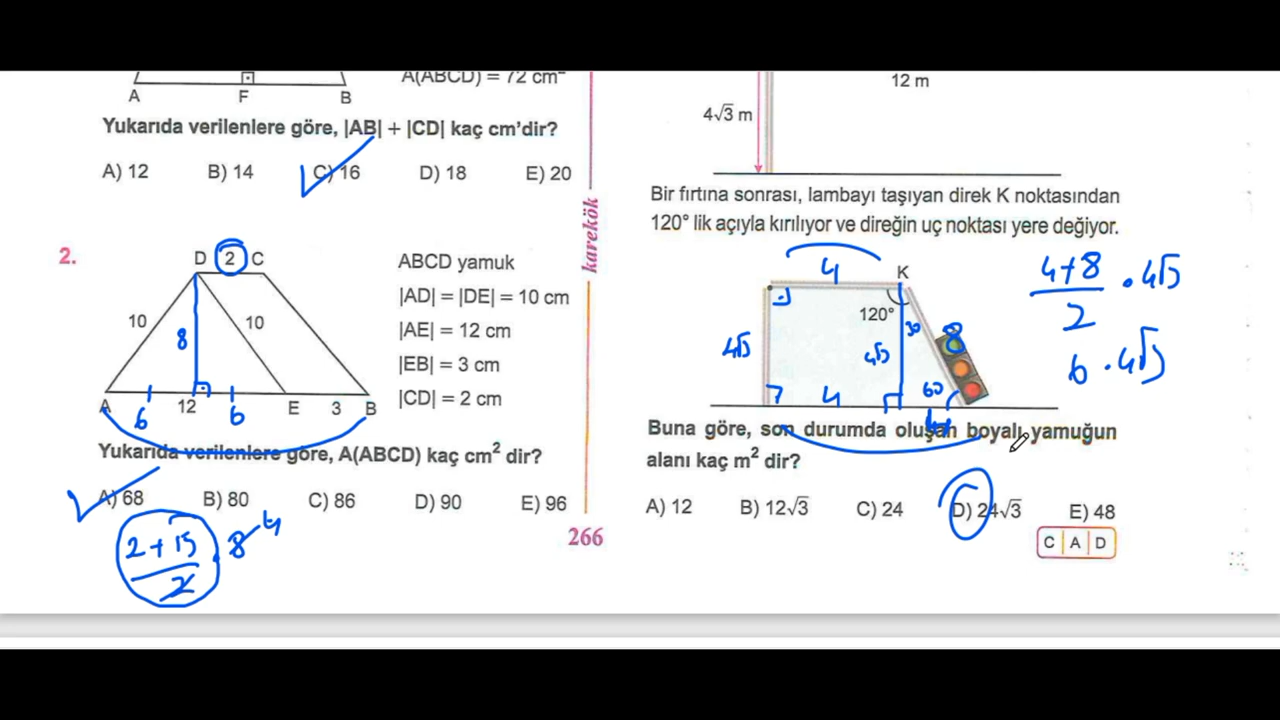 A F B
A(ABCD) = 72 cm²
Yukarıda verilenlere göre, |AB| + |CD| kaç cm'dir?
A) 12 B) 14 C) 16 D) 18 E) 20
2.
D 2 C
10 10
8
A 12 E 3 B
6 6
ABCD yamuk
|AD| = |DE| = 10 cm
|AE| = 12 cm
|EB| = 3 cm
|CD| = 2 cm
Yukarıda verilenlere göre, A(ABCD) kaç cm² dir?
A) 68 B) 80 C) 86 D) 90 E) 96
2 + 15
2
. 8 4
karekök
266
12 m
4√3 m
Bir fırtına sonrası, lambayı taşıyan direk K noktasından
120° lik açıyla kırılıyor ve direğin uç noktası yere değiyor.
4 K
120°
30 8
4√3 4√3
60
4 4
4+8
2
. 4√3
6 . 4√3
Buna göre, son durumda oluşan boyalı yamuğun
alanı kaç m² dir?
A) 12 B) 12√3 C) 24 D) 24√3 E) 48
C A D